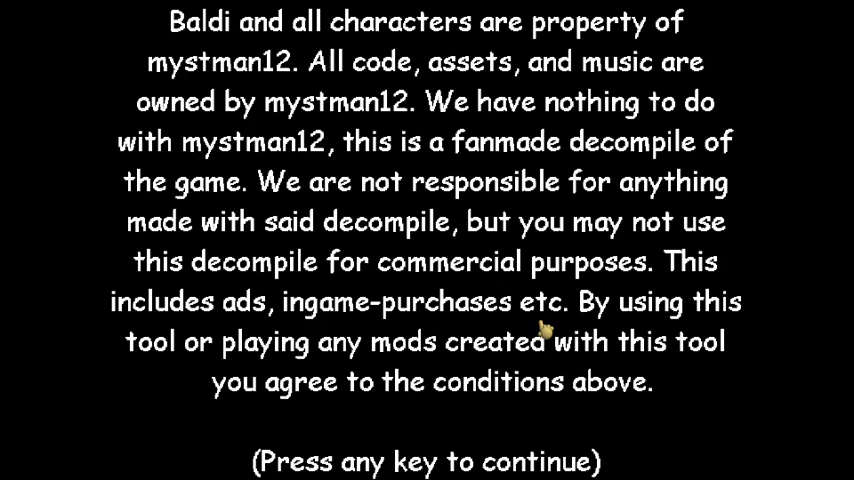 Baldi and all characters are property of
mystman12. All code, assets, and music are
owned by mystman12. We have nothing to do
with mystman12, this is a fanmade decompile of
the game. We are not responsible for anything
made with said decompile, but you may not use
this decompile for commercial purposes. This
includes ads, ingame-purchases etc. By using this
tool or playing any mods created with this tool
you agree to the conditions above.
(Press any key to continue)